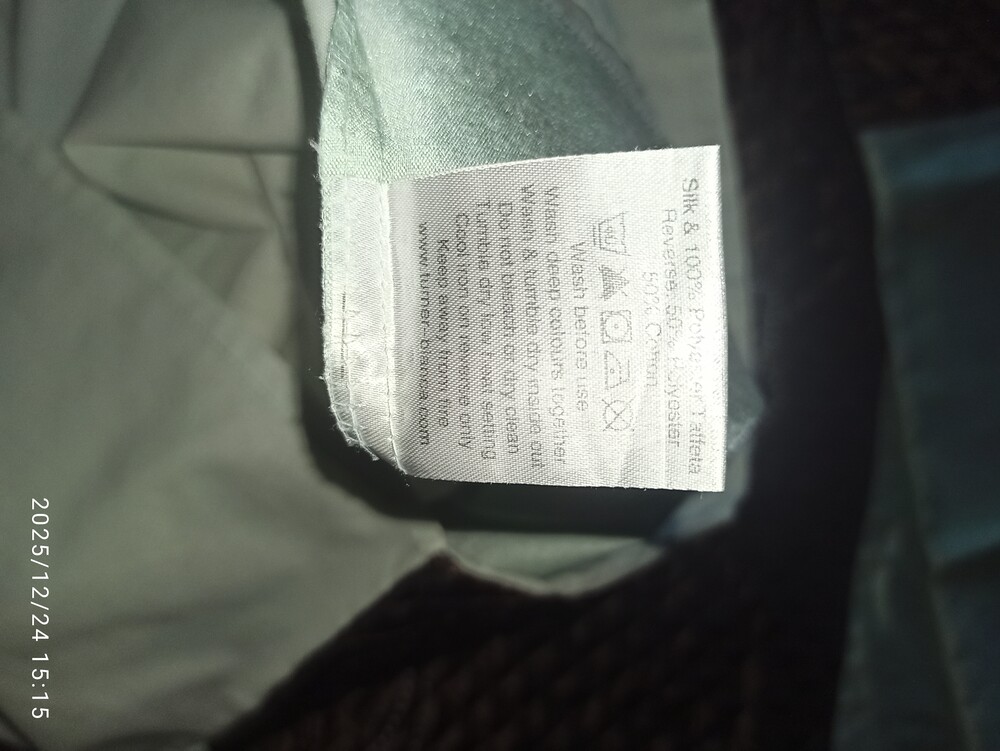 Silk & 100% Polyester Taffeta
Reverse: 50% Polyester
50% Cotton
Wash before use
Wash deep colours together
Wash & tumble dry inside out
Do not bleach or dry clean
Tumble dry low heat setting
Cool iron on reverse only
Keep away from fire
www.turner-bianca.com
2025/12/24 15:15